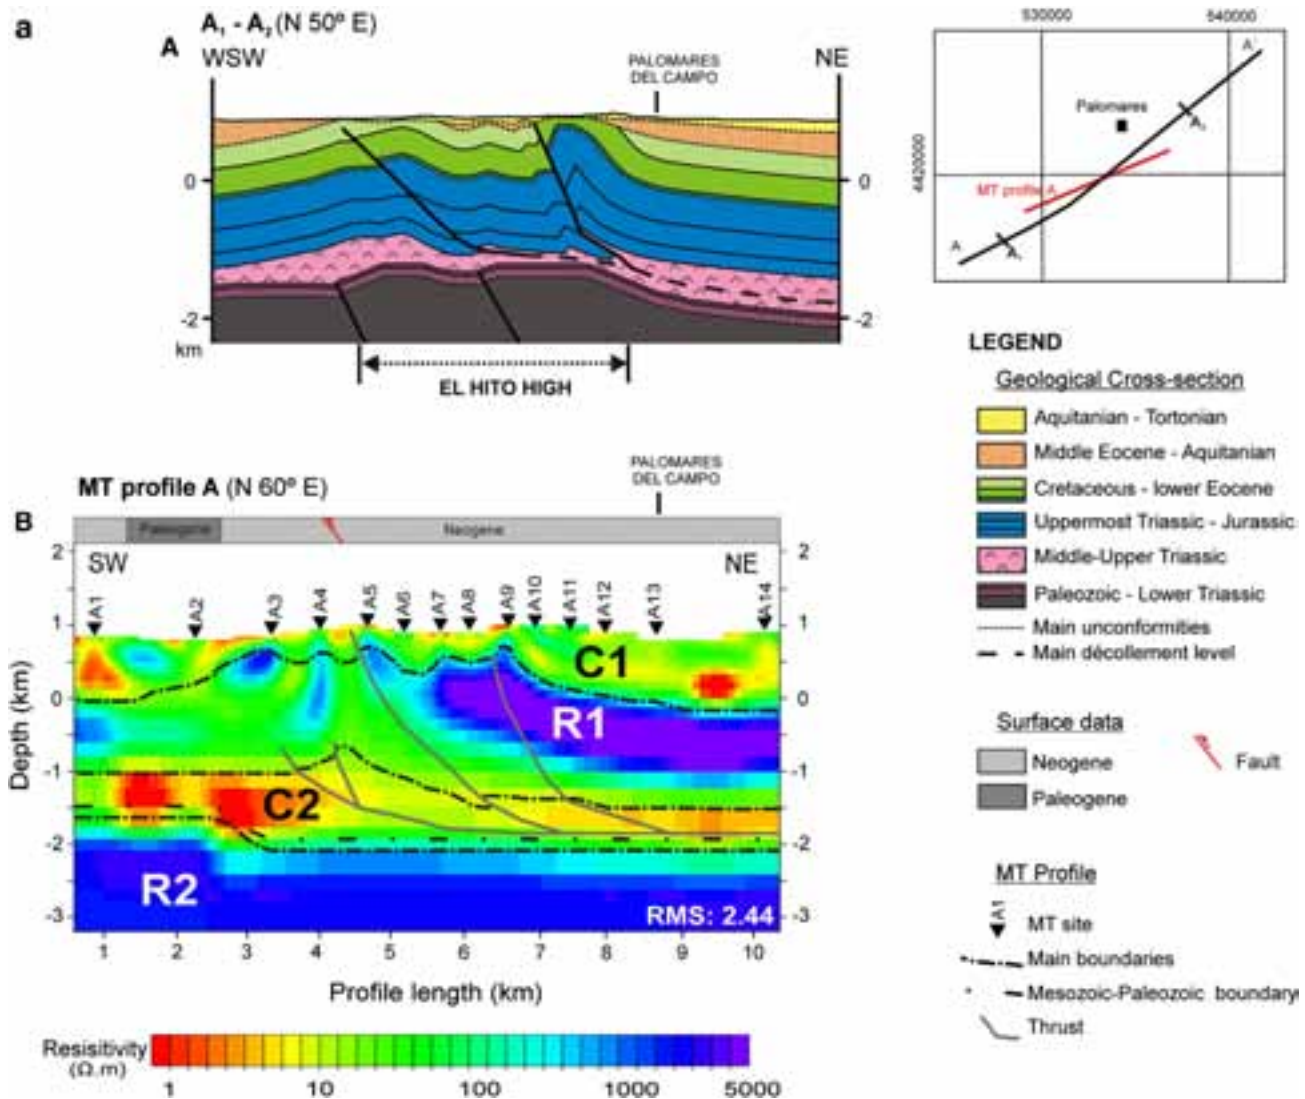 a
A₁ - A₂ (N 50º E)
A
WSW
PALOMARES
DEL CAMPO
NE
0
0
-2
-2
km
EL HITO HIGH
530000
540000
4420000
A'
Palomares
A₂
MT profile A
A
A₁
LEGEND
Geological Cross-section
Aquitanian - Tortonian
Middle Eocene - Aquitanian
Cretaceous - lower Eocene
Uppermost Triassic - Jurassic
Middle-Upper Triassic
Paleozoic - Lower Triassic
Main unconformities
Main décollement level
Surface data
Neogene
Fault
Paleogene
MT Profile
A1
MT site
Main boundaries
Mesozoic-Paleozoic boundary
Thrust
MT profile A (N 60º E)
PALOMARES
DEL CAMPO
B
Paleogene
Neogene
SW
NE
A1 A2 A3 A4 A5 A6 A7 A8 A9 A10 A11 A12 A13 A14
2
1
0
-1
-2
-3
2
1
0
-1
-2
-3
Depth (km)
C1
R1
C2
R2
RMS: 2.44
1 2 3 4 5 6 7 8 9 10
Profile length (km)
Resisitivity
(Ω.m)
1 10 100 1000 5000